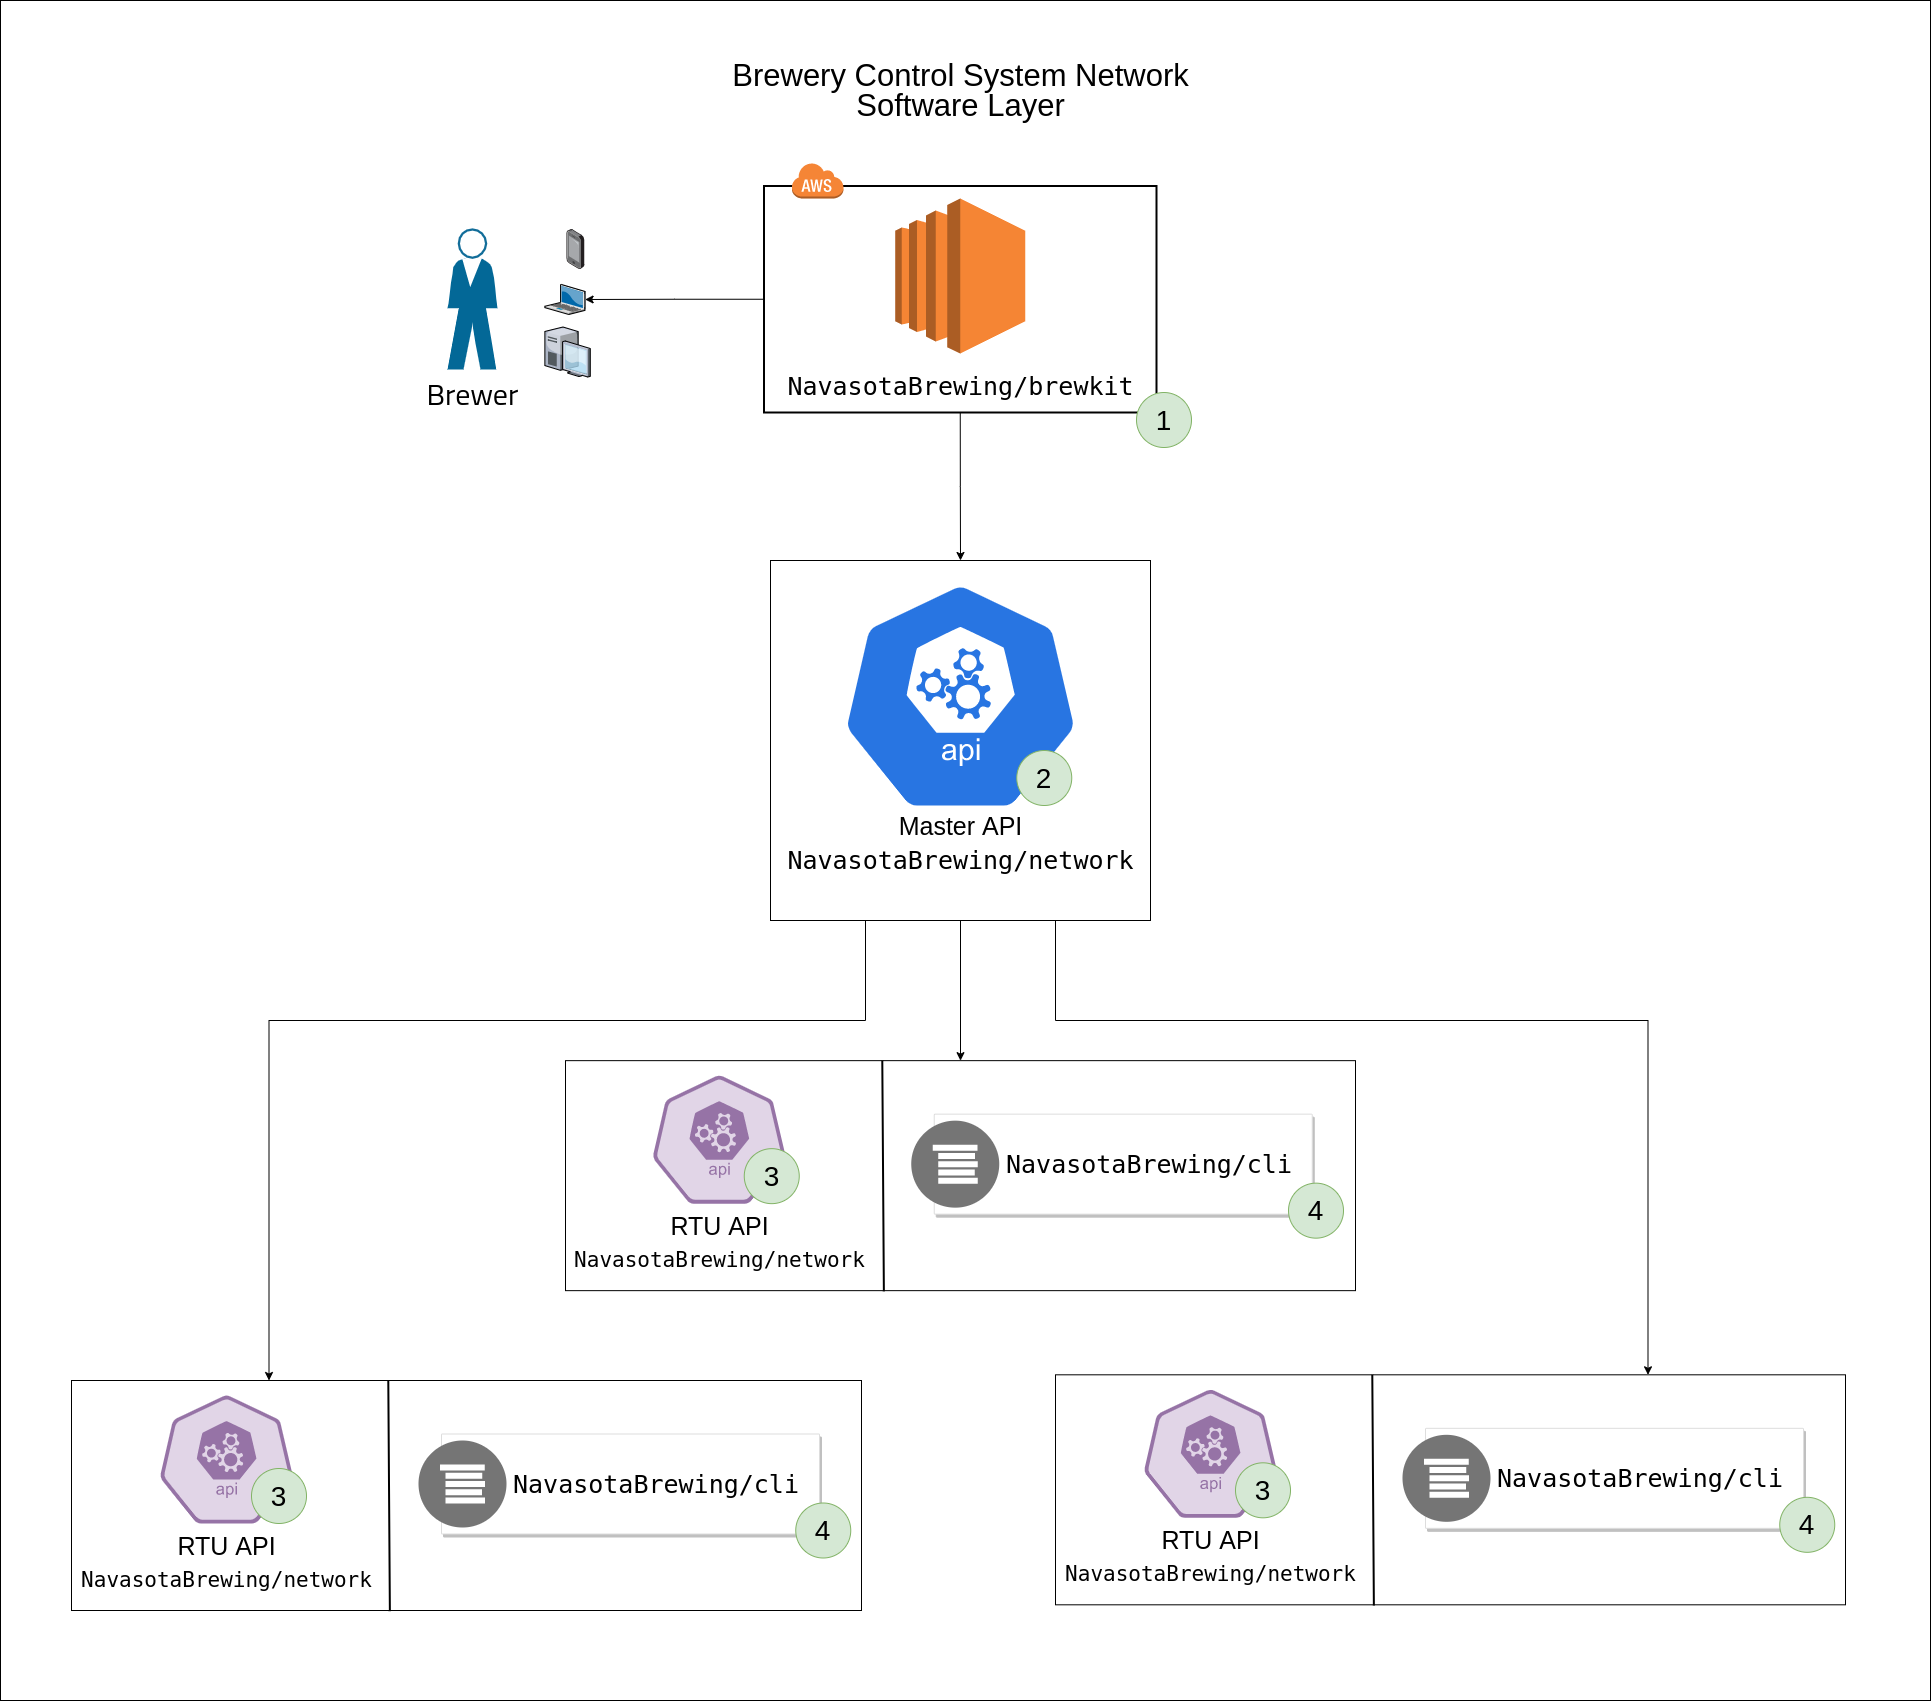 Brewery Control System Network
Software Layer
AWS
NavasotaBrewing/brewkit
1
Brewer
api
2
Master API
NavasotaBrewing/network
api
3
RTU API
NavasotaBrewing/network
NavasotaBrewing/cli
4
api
3
RTU API
NavasotaBrewing/network
NavasotaBrewing/cli
4
api
3
RTU API
NavasotaBrewing/network
NavasotaBrewing/cli
4